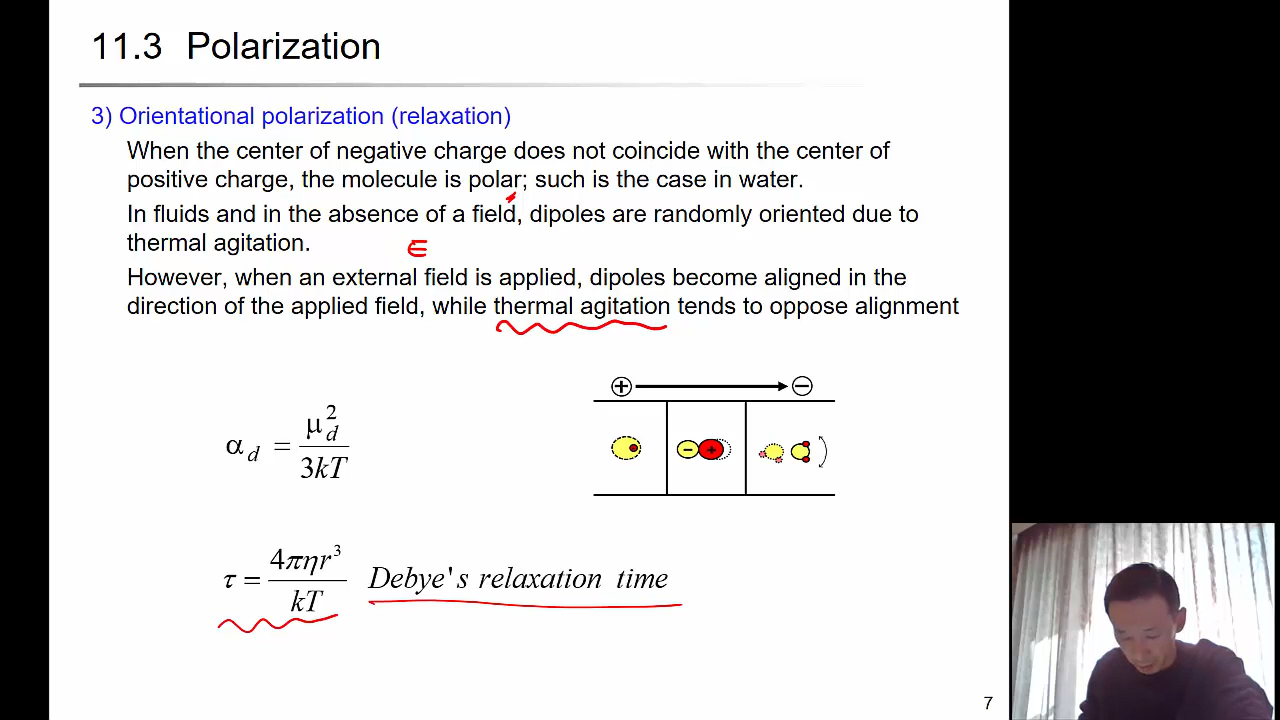 11.3 Polarization
3) Orientational polarization (relaxation)
When the center of negative charge does not coincide with the center of
positive charge, the molecule is polar; such is the case in water.
In fluids and in the absence of a field, dipoles are randomly oriented due to
thermal agitation.
∈
However, when an external field is applied, dipoles become aligned in the
direction of the applied field, while thermal agitation tends to oppose alignment
α_d = μ_d^2 / 3kT
τ = 4πηr^3 / kT Debye's relaxation time
7